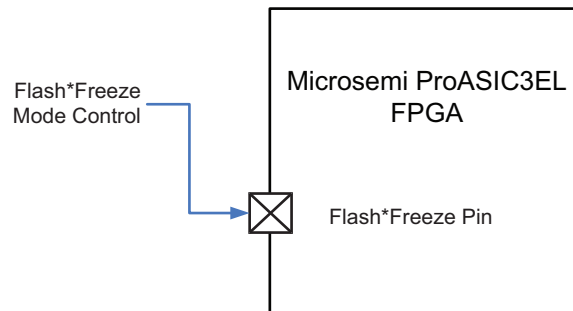 Flash*Freeze
Mode Control
Microsemi ProASIC3EL
FPGA
Flash*Freeze Pin